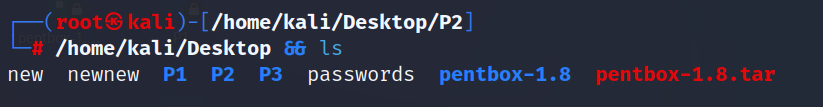 ┌──(root㉿kali)-[/home/kali/Desktop/P2]
└─# /home/kali/Desktop && ls
new newnew P1 P2 P3 passwords pentbox-1.8 pentbox-1.8.tar